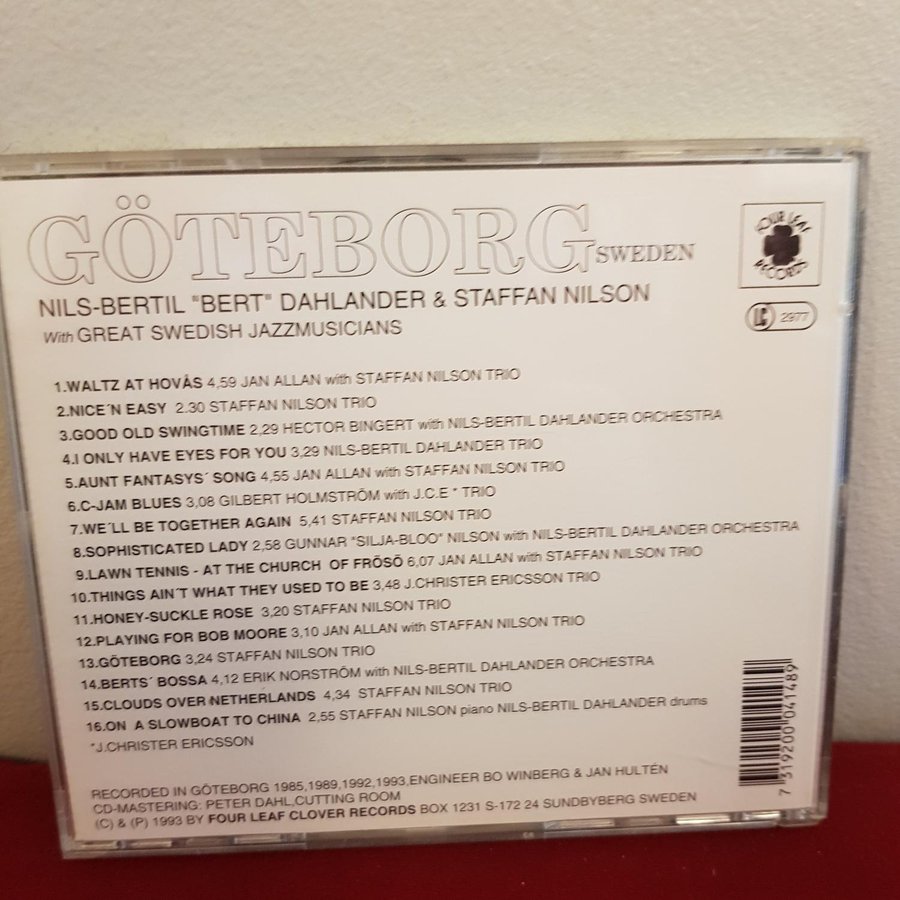 GÖTEBORG SWEDEN
FOUR LEAF
RECORDS
NILS-BERTIL "BERT" DAHLANDER & STAFFAN NILSON
LC 2977
With GREAT SWEDISH JAZZMUSICIANS
1.WALTZ AT HOVÅS 4,59 JAN ALLAN with STAFFAN NILSON TRIO
2.NICE´N EASY 2.30 STAFFAN NILSON TRIO
3.GOOD OLD SWINGTIME 2,29 HECTOR BINGERT with NILS-BERTIL DAHLANDER ORCHESTRA
4.I ONLY HAVE EYES FOR YOU 3,29 NILS-BERTIL DAHLANDER TRIO
5.AUNT FANTASYS´ SONG 4,55 JAN ALLAN with STAFFAN NILSON TRIO
6.C-JAM BLUES 3,08 GILBERT HOLMSTRÖM with J.C.E * TRIO
7.WE´LL BE TOGETHER AGAIN 5,41 STAFFAN NILSON TRIO
8.SOPHISTICATED LADY 2,58 GUNNAR "SILJA-BLOO" NILSON with NILS-BERTIL DAHLANDER ORCHESTRA
9.LAWN TENNIS - AT THE CHURCH OF FRÖSÖ 6,07 JAN ALLAN with STAFFAN NILSON TRIO
10.THINGS AIN´T WHAT THEY USED TO BE 3,48 J.CHRISTER ERICSSON TRIO
11.HONEY-SUCKLE ROSE 3,20 STAFFAN NILSON TRIO
12.PLAYING FOR BOB MOORE 3,10 JAN ALLAN with STAFFAN NILSON TRIO
13.GÖTEBORG 3,24 STAFFAN NILSON TRIO
14.BERTS´ BOSSA 4,12 ERIK NORSTRÖM with NILS-BERTIL DAHLANDER ORCHESTRA
15.CLOUDS OVER NETHERLANDS 4,34 STAFFAN NILSON TRIO
16.ON A SLOWBOAT TO CHINA 2,55 STAFFAN NILSON piano NILS-BERTIL DAHLANDER drums
*J.CHRISTER ERICSSON
RECORDED IN GÖTEBORG 1985,1989,1992,1993,ENGINEER BO WINBERG & JAN HULTÉN
CD-MASTERING: PETER DAHL,CUTTING ROOM
(C) & (P) 1993 BY FOUR LEAF CLOVER RECORDS BOX 1231 S-172 24 SUNDBYBERG SWEDEN
7 319200 041489